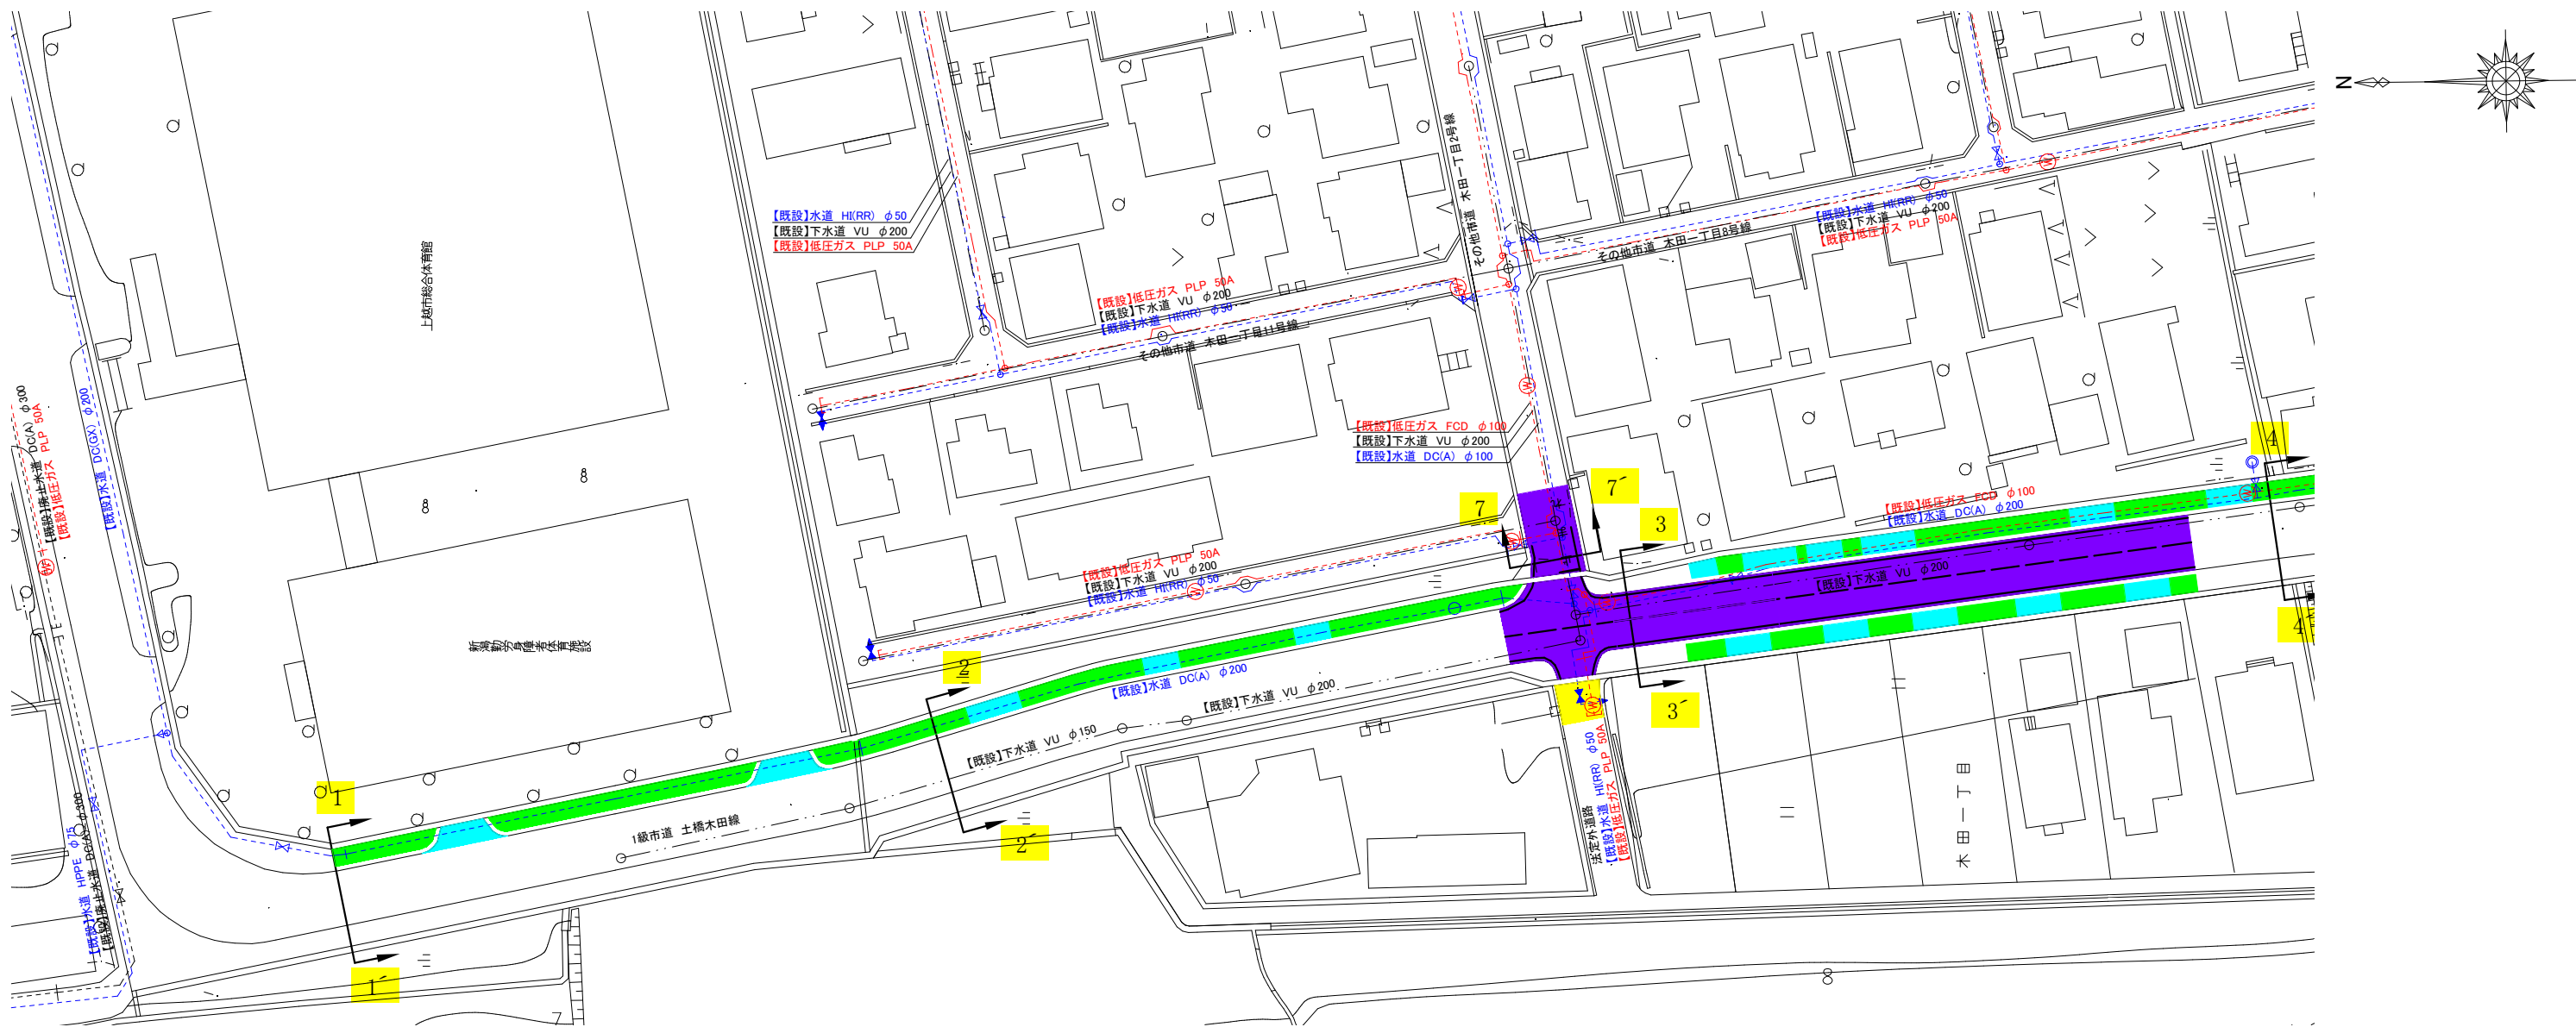 N
上越市総合体育館
新潟勤労身障者体育施設
【既設】水道 HI(RR) φ50
【既設】下水道 VU φ200
【既設】低圧ガス PLP 50A
【既設】低圧ガス PLP 50A
【既設】下水道 VU φ200
【既設】水道 HI(RR) φ50
その他市道 木田一丁目11号線
その他市道 木田一丁目2号線
その他市道 木田一丁目8号線
【既設】水道 HI(RR) φ50
【既設】下水道 VU φ200
【既設】低圧ガス PLP 50A
【既設】廃止水道 DC(A) φ300
【既設】低圧ガス PLP 50A
【既設】水道 DC(GX) φ200
【既設】低圧ガス FCD φ100
【既設】下水道 VU φ200
【既設】水道 DC(A) φ100
7
7´
3
4
【既設】低圧ガス FCD φ100
【既設】水道 DC(A) φ200
【既設】低圧ガス PLP 50A
【既設】下水道 VU φ200
【既設】水道 HI(RR) φ50
【既設】下水道 VU φ200
2
【既設】水道 DC(A) φ200
【既設】下水道 VU φ200
【既設】下水道 VU φ150
3´
4´
1
1級市道 土橋木田線
2´
法定外道路
【既設】水道 HI(RR) φ50
【既設】低圧ガス PLP 50A
木田一丁目
【既設】水道 HPPE φ75
【既設】廃止水道 DC(A) φ300
1´